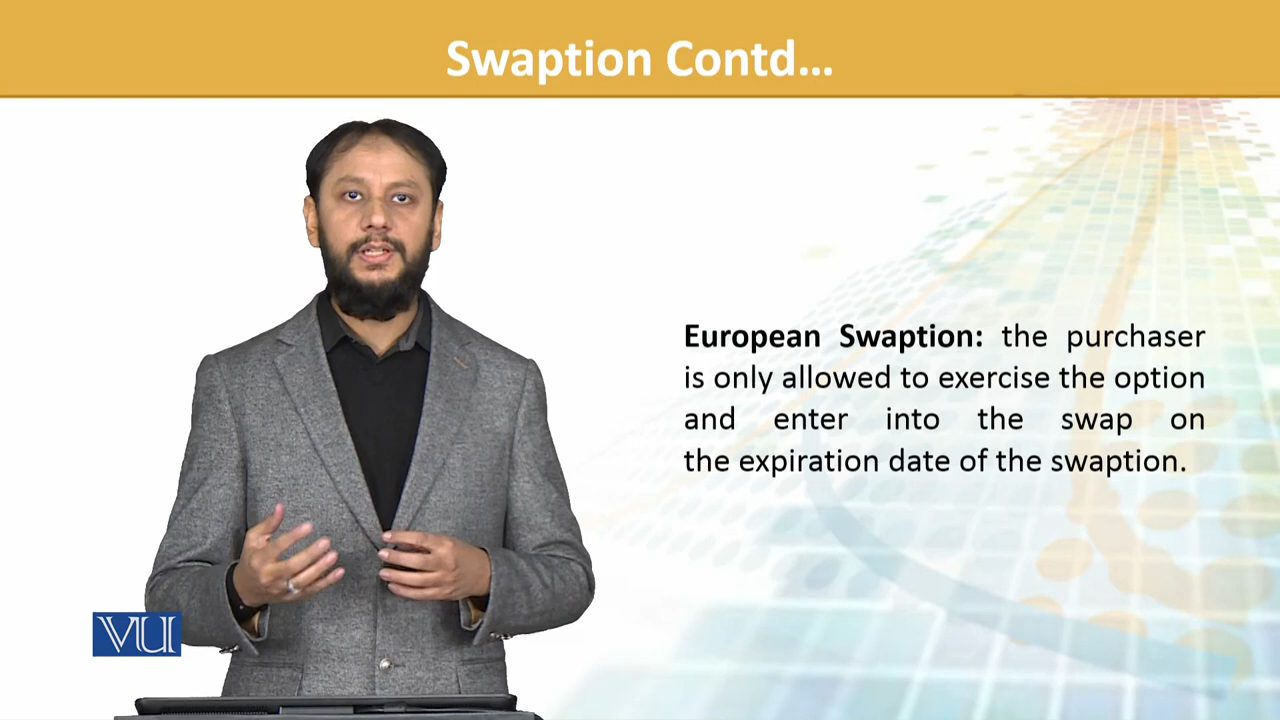 Swaption Contd...
European Swaption: the purchaser
is only allowed to exercise the option
and enter into the swap on
the expiration date of the swaption.
VU